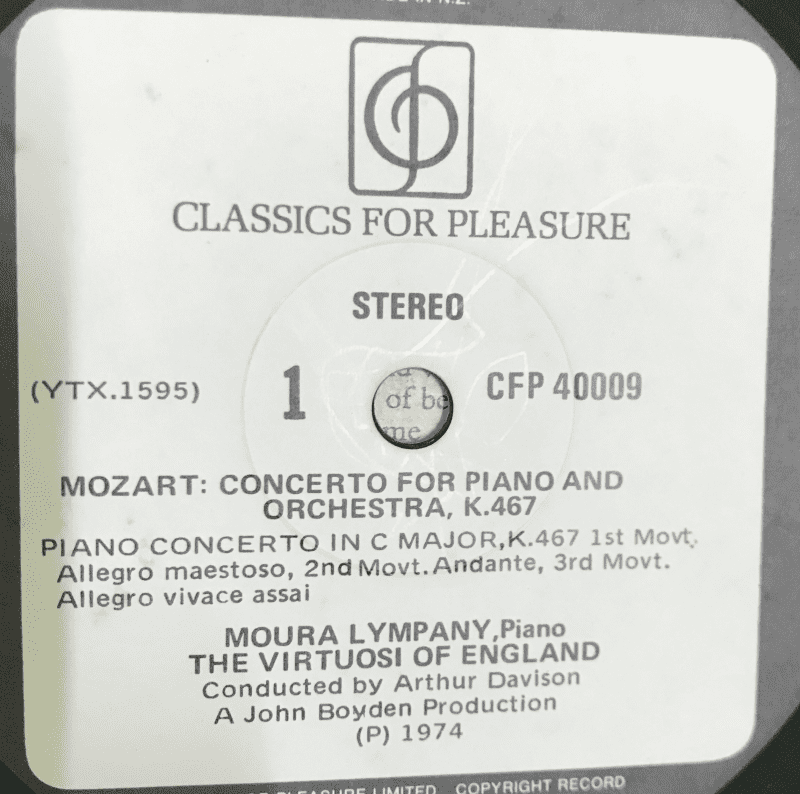 IN N.Z.
CLASSICS FOR PLEASURE
STEREO
(YTX.1595) 1 CFP 40009
of be
me
MOZART: CONCERTO FOR PIANO AND
ORCHESTRA, K.467
PIANO CONCERTO IN C MAJOR,K.467 1st Movt.
Allegro maestoso, 2nd Movt.Andante, 3rd Movt.
Allegro vivace assai
MOURA LYMPANY,Piano
THE VIRTUOSI OF ENGLAND
Conducted by Arthur Davison
A John Boyden Production
(P) 1974
PLEASURE LIMITED COPYRIGHT RECORD